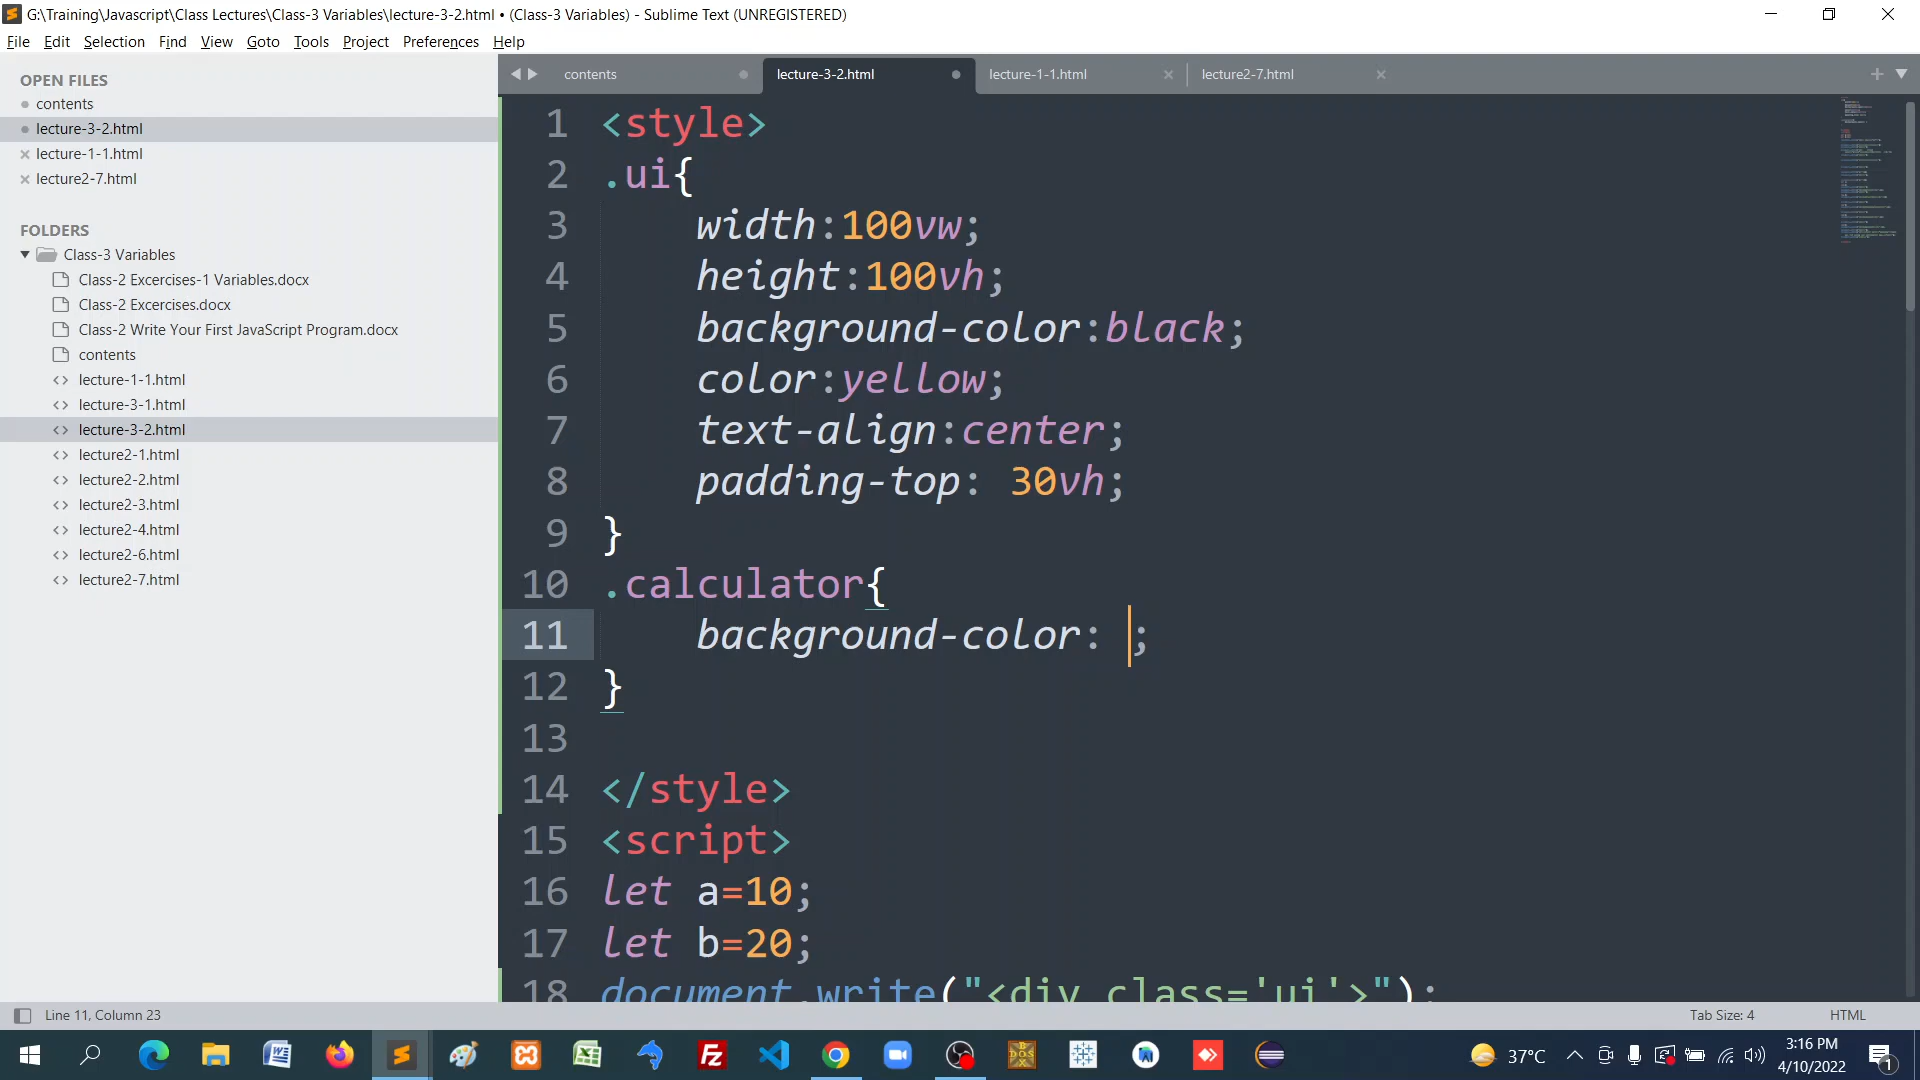 G:\Training\Javascript\Class Lectures\Class-3 Variables\lecture-3-2.html • (Class-3 Variables) - Sublime Text (UNREGISTERED)
File Edit Selection Find View Goto Tools Project Preferences Help
OPEN FILES
contents
lecture-3-2.html
lecture-1-1.html
lecture2-7.html
FOLDERS
Class-3 Variables
Class-2 Excercises-1 Variables.docx
Class-2 Excercises.docx
Class-2 Write Your First JavaScript Program.docx
contents
lecture-1-1.html
lecture-3-1.html
lecture-3-2.html
lecture2-1.html
lecture2-2.html
lecture2-3.html
lecture2-4.html
lecture2-6.html
lecture2-7.html
contents lecture-3-2.html lecture-1-1.html lecture2-7.html
1 <style>
2 .ui{
3 width:100vw;
4 height:100vh;
5 background-color:black;
6 color:yellow;
7 text-align:center;
8 padding-top: 30vh;
9 }
10 .calculator{
11 background-color: ;
12 }
13
14 </style>
15 <script>
16 let a=10;
17 let b=20;
18 document.write("<div class='ui'>");
Line 11, Column 23 Tab Size: 4 HTML
37°C 3:16 PM
4/10/2022 1